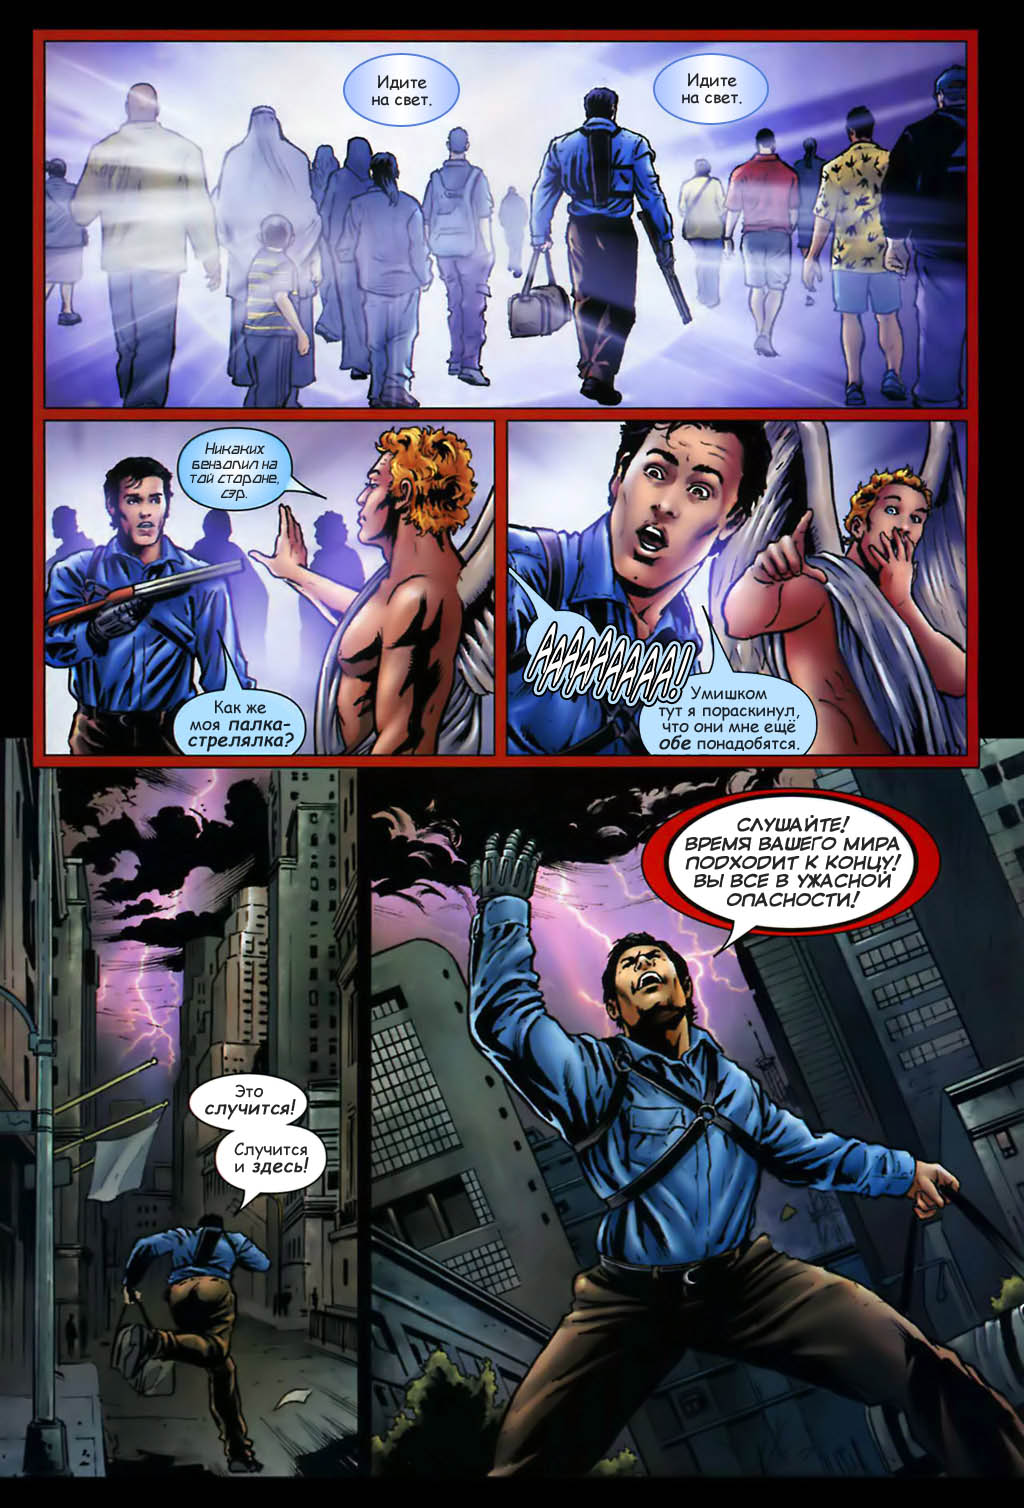 Идите
на свет.
Идите
на свет.
Никаких
бензопил на
той стороне,
сэр.
Как же
моя палка-
стрелялка?
АААААААААА!
Умишком
тут я пораскинул,
что они мне ещё
обе понадобятся.
Это
случится!
Случится
и здесь!
СЛУШАЙТЕ!
ВРЕМЯ ВАШЕГО МИРА
ПОДХОДИТ К КОНЦУ!
ВЫ ВСЕ В УЖАСНОЙ
ОПАСНОСТИ!